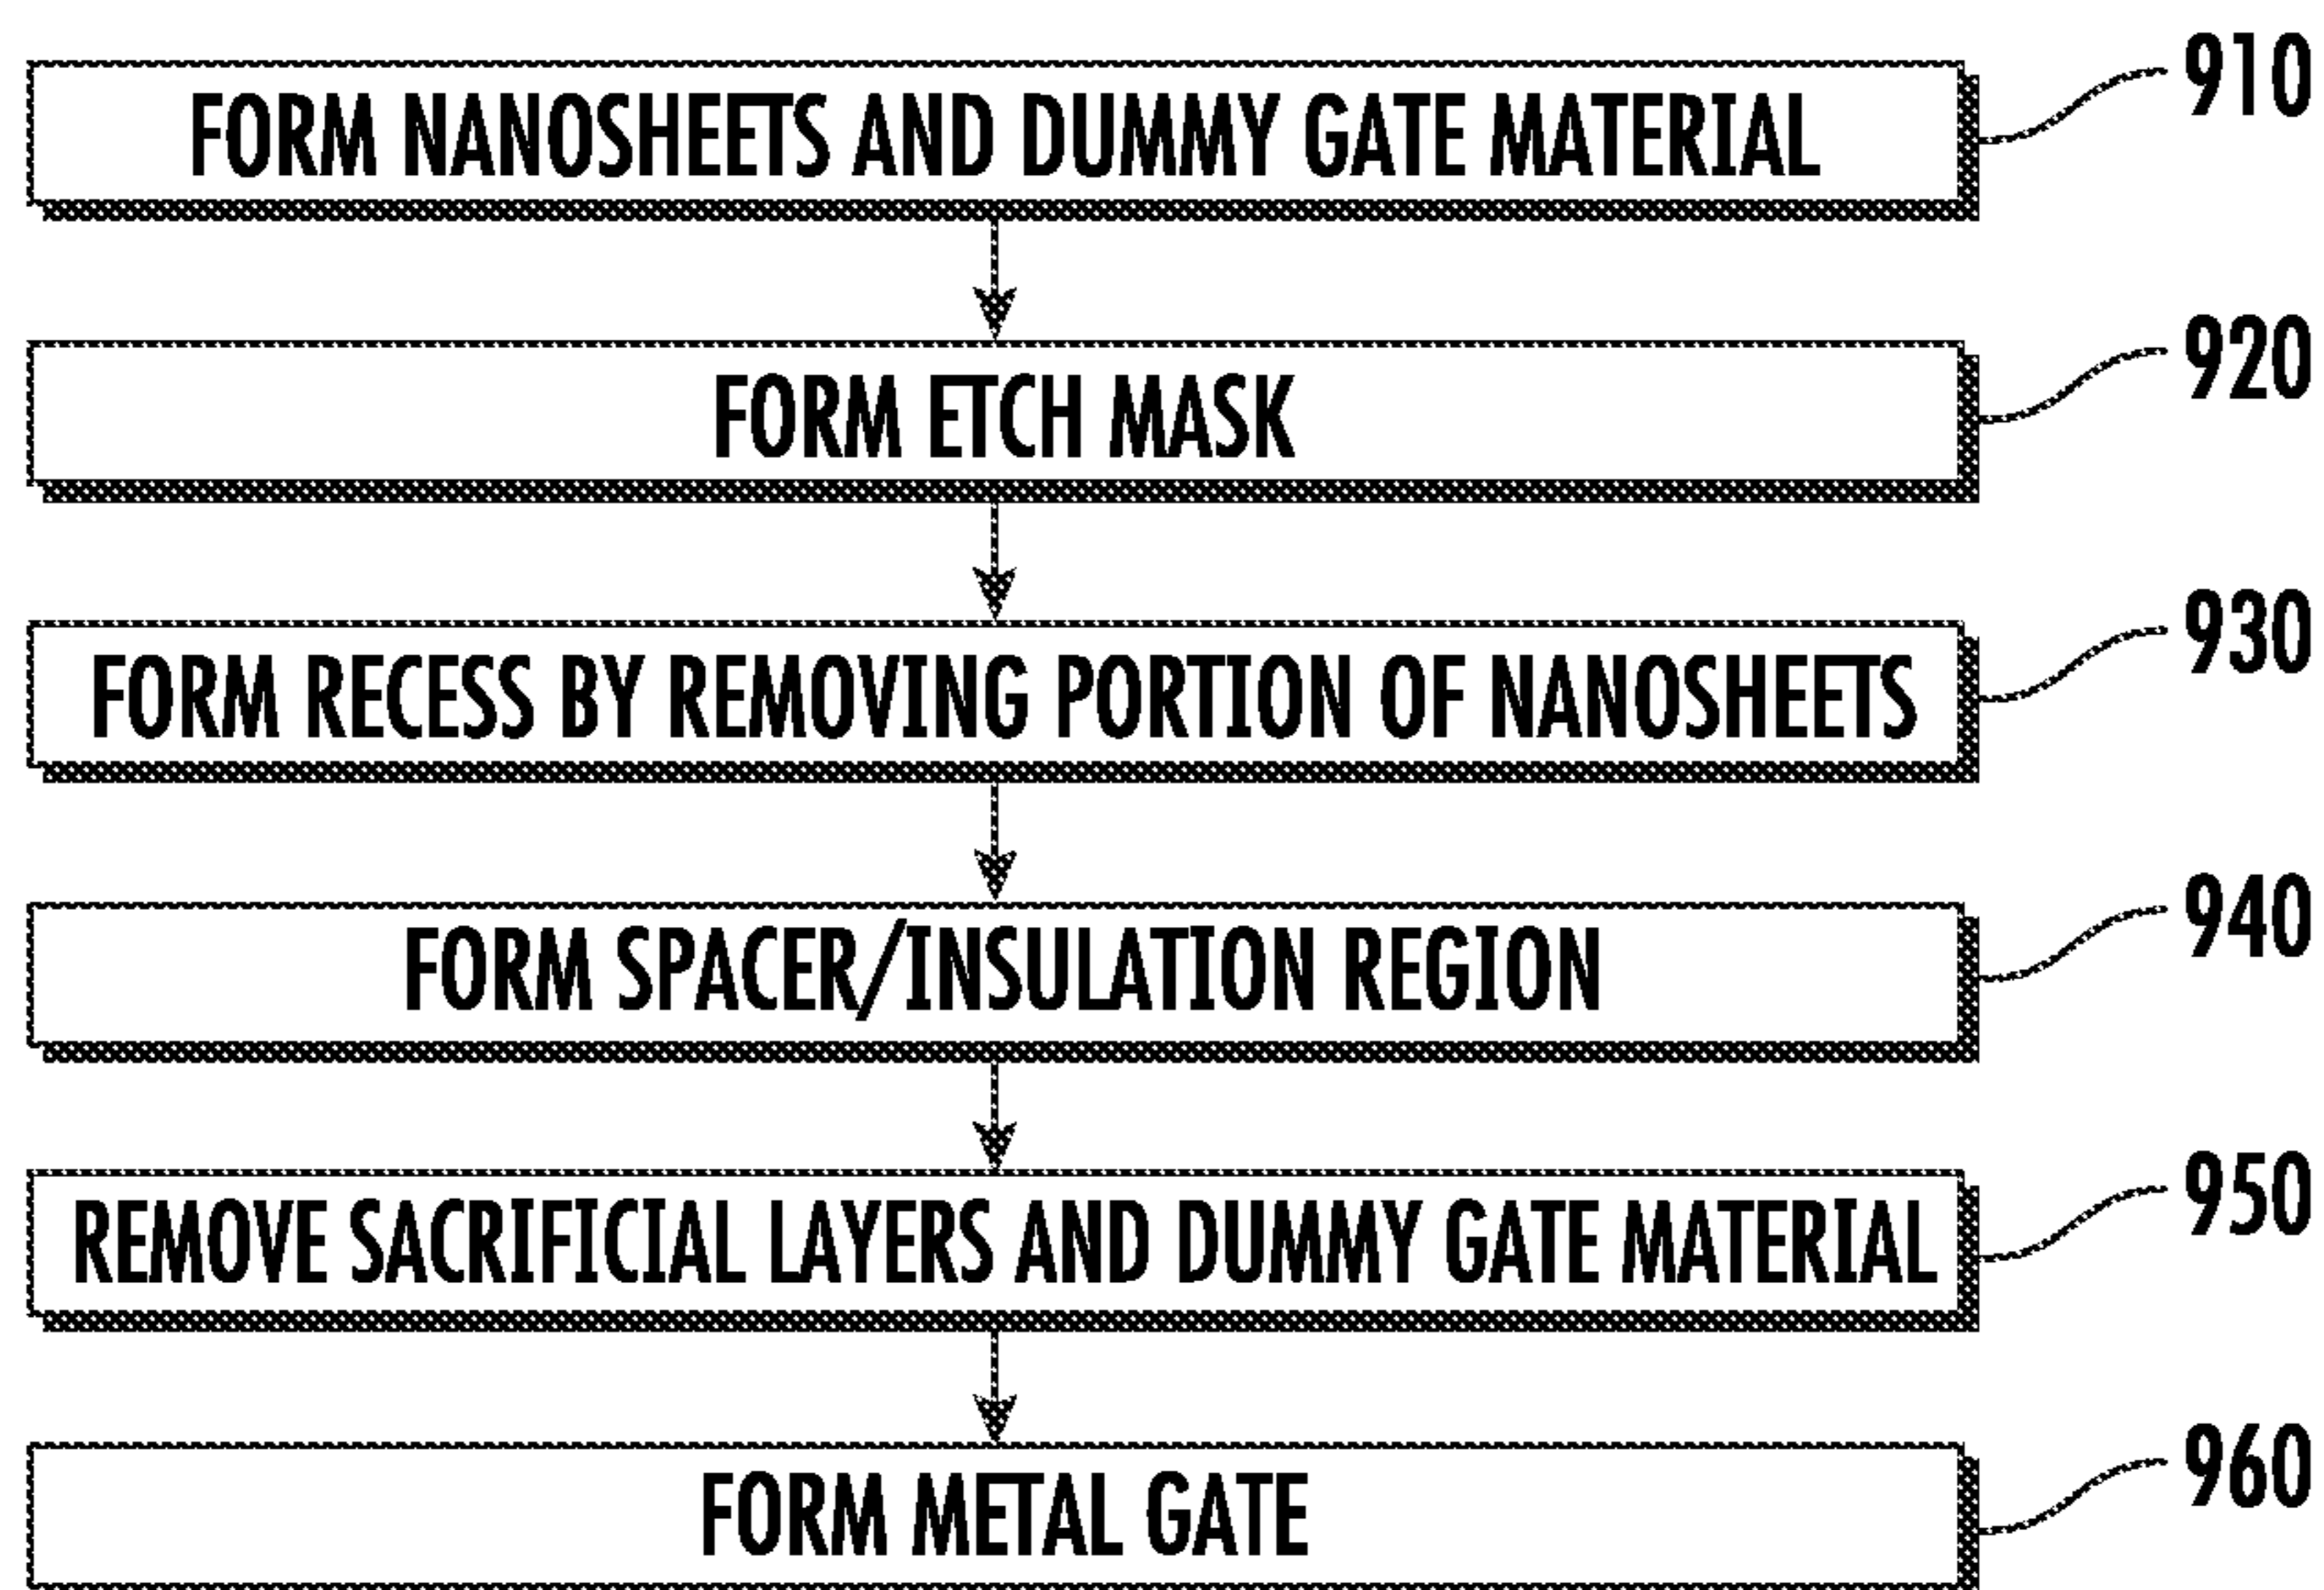 FORM NANOSHEETS AND DUMMY GATE MATERIAL
910
FORM ETCH MASK
920
FORM RECESS BY REMOVING PORTION OF NANOSHEETS
930
FORM SPACER/INSULATION REGION
940
REMOVE SACRIFICIAL LAYERS AND DUMMY GATE MATERIAL
950
FORM METAL GATE
960